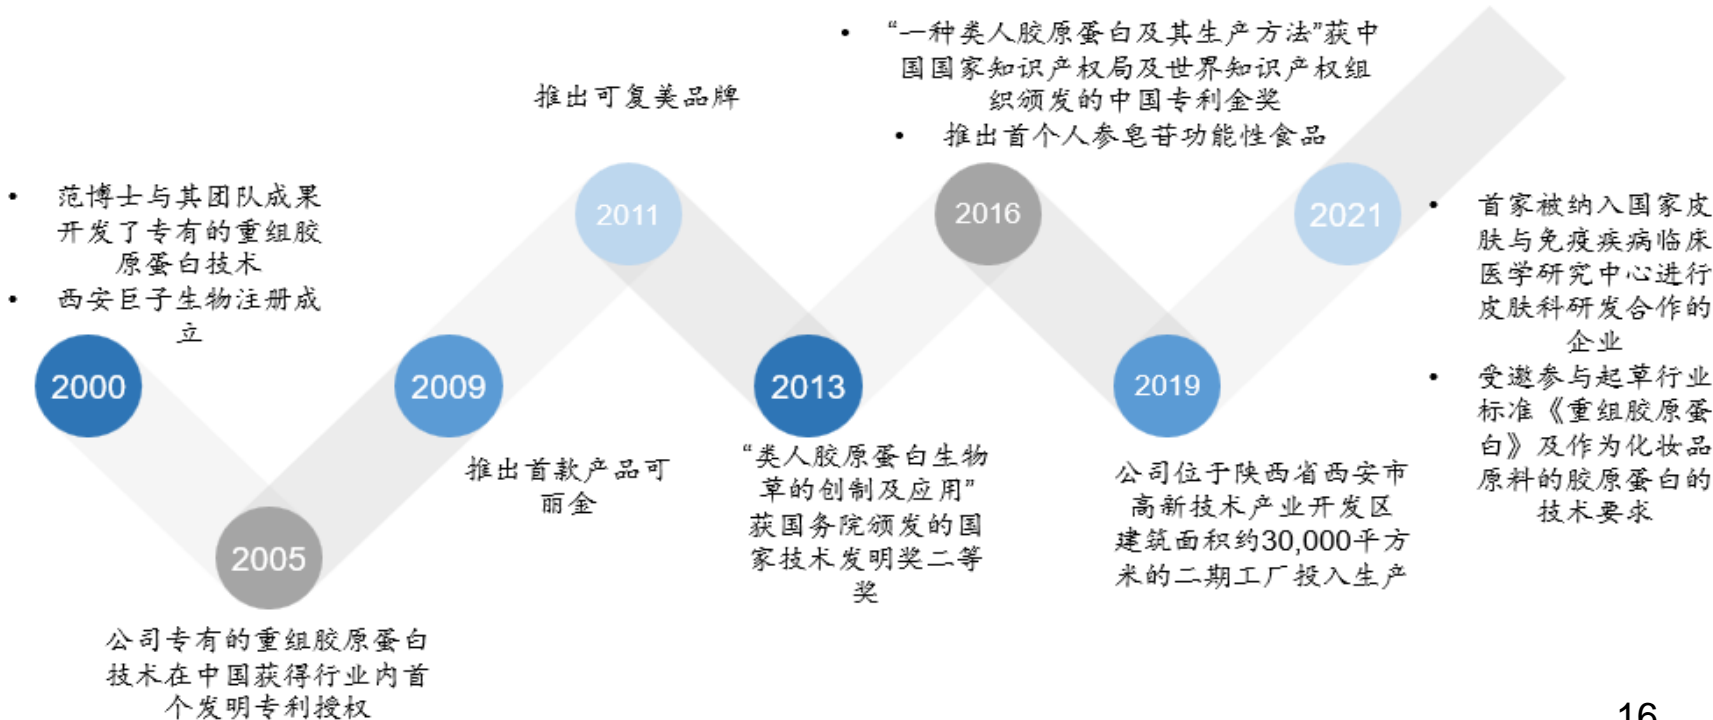 • 范博士与其团队成果
开发了专有的重组胶
原蛋白技术
• 西安巨子生物注册成
立
2000
2005
公司专有的重组胶原蛋白
技术在中国获得行业内首
个发明专利授权
2009
推出首款产品可
丽金
推出可复美品牌
2011
2013
“类人胶原蛋白生物
草的创制及应用”
获国务院颁发的国
家技术发明奖二等
奖
• “一种类人胶原蛋白及其生产方法”获中
国国家知识产权局及世界知识产权组
织颁发的中国专利金奖
• 推出首个人参皂苷功能性食品
2016
2019
公司位于陕西省西安市
高新技术产业开发区
建筑面积约30,000平方
米的二期工厂投入生产
2021
• 首家被纳入国家皮
肤与免疫疾病临床
医学研究中心进行
皮肤科研发合作的
企业
• 受邀参与起草行业
标准《重组胶原蛋
白》及作为化妆品
原料的胶原蛋白的
技术要求
16